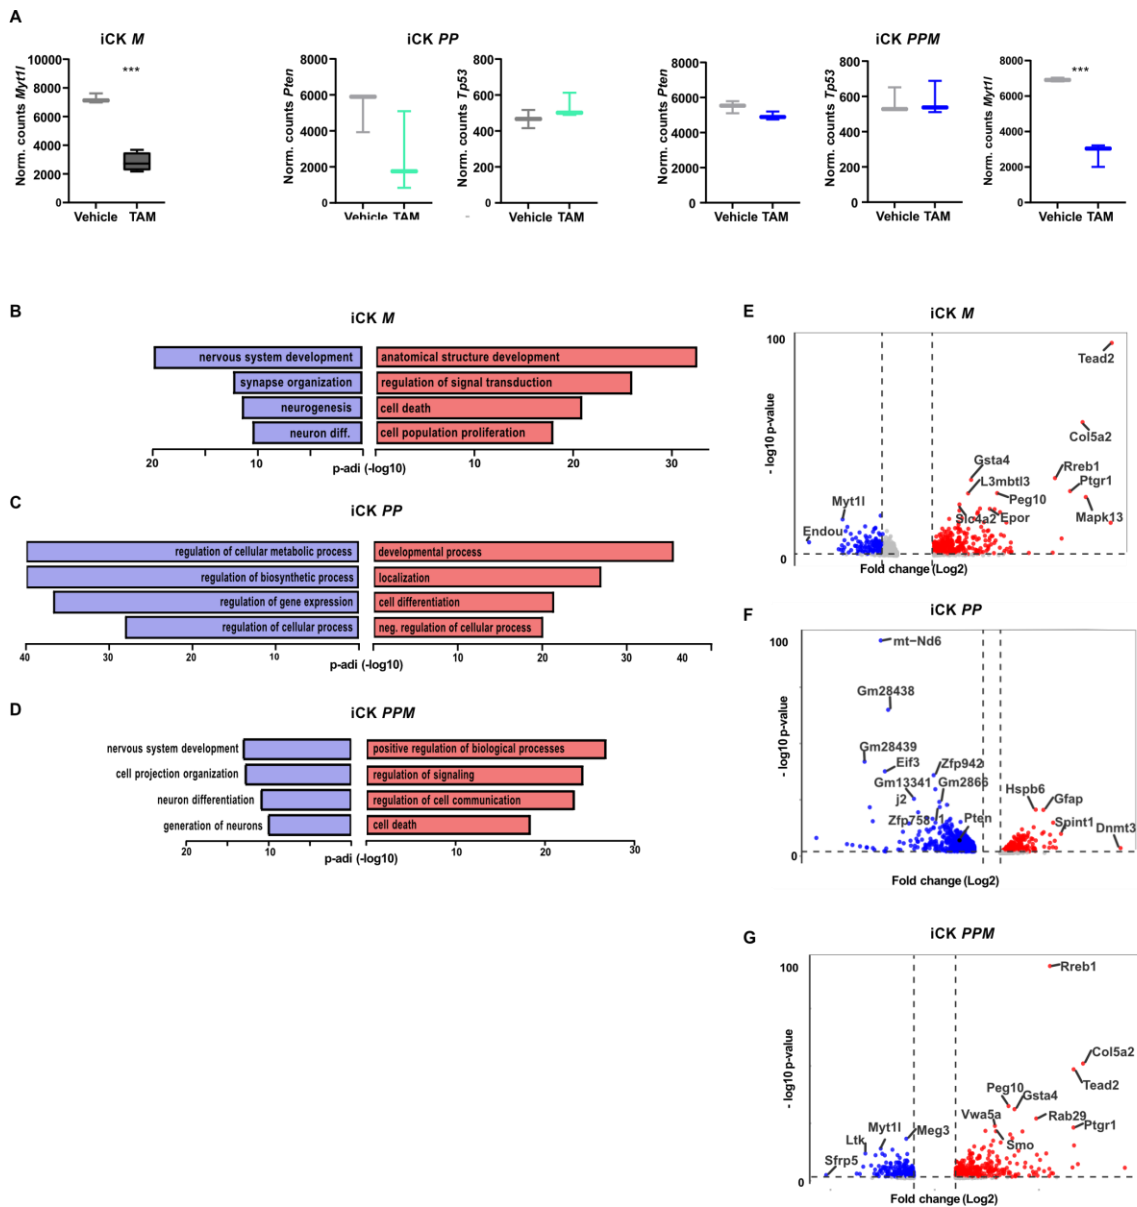 A
iCK M
iCK PP
iCK PPM
Norm. counts Myt1l
10000
8000
6000
4000
2000
0
***
Vehicle TAM
Norm. counts Pten
8000
6000
4000
2000
0
Vehicle TAM
Norm. counts Tp53
800
600
400
200
0
Vehicle TAM
Norm. counts Pten
8000
6000
4000
2000
0
Vehicle TAM
Norm. counts Tp53
800
600
400
200
0
Vehicle TAM
Norm. counts Myt1l
8000
6000
4000
2000
0
***
Vehicle TAM
B
iCK M
nervous system development
synapse organization
neurogenesis
neuron diff.
anatomical structure development
regulation of signal transduction
cell death
cell population proliferation
20 10 10 20 30
p-adi (-log10)
C
iCK PP
regulation of cellular metabolic process
regulation of biosynthetic process
regulation of gene expression
regulation of cellular process
developmental process
localization
cell differentiation
neg. regulation of cellular process
40 30 20 10 10 20 30 40
p-adi (-log10)
D
iCK PPM
nervous system development
cell projection organization
neuron differentiation
generation of neurons
positive regulation of biological processes
regulation of signaling
regulation of cell communication
cell death
20 10 10 20 30
p-adi (-log10)
E
iCK M
100
- log10 p-value
0
Tead2
Col5a2
Gsta4
Rreb1
L3mbtl3
Ptgr1
Peg10
Myt1l
Slc4a2
Epor
Mapk13
Endou
Fold change (Log2)
F
iCK PP
100
- log10 p-value
0
mt-Nd6
Gm28438
Gm28439
Eif3
Zfp942
Gm13341
Gm2866
j2
Zfp758
1
Pten
Hspb6
Gfap
Spint1
Dnmt3
Fold change (Log2)
G
iCK PPM
100
- log10 p-value
0
Rreb1
Col5a2
Tead2
Peg10
Gsta4
Vwa5a
Rab29
Ptgr1
Smo
Myt1l
Meg3
Ltk
Sfrp5
Fold change (Log2)